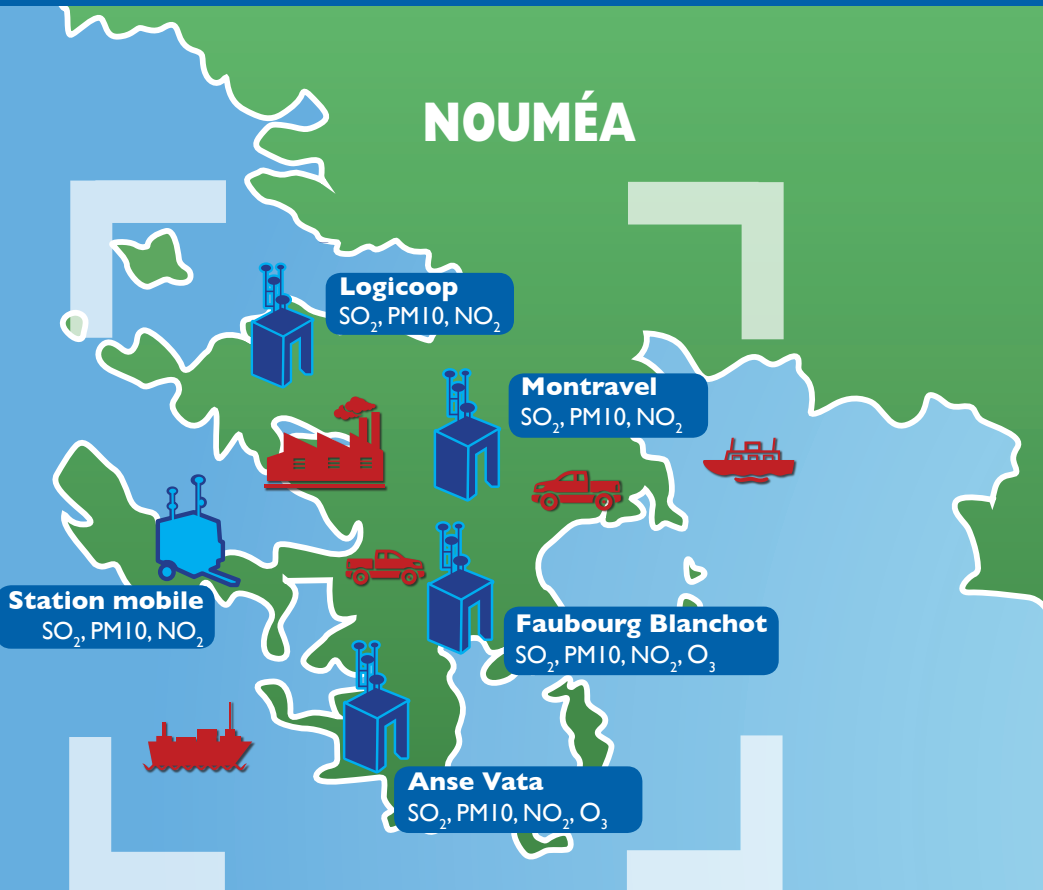 NOUMÉA
Logicoop
SO₂, PM10, NO₂
Montravel
SO₂, PM10, NO₂
Station mobile
SO₂, PM10, NO₂
Faubourg Blanchot
SO₂, PM10, NO₂, O₃
Anse Vata
SO₂, PM10, NO₂, O₃